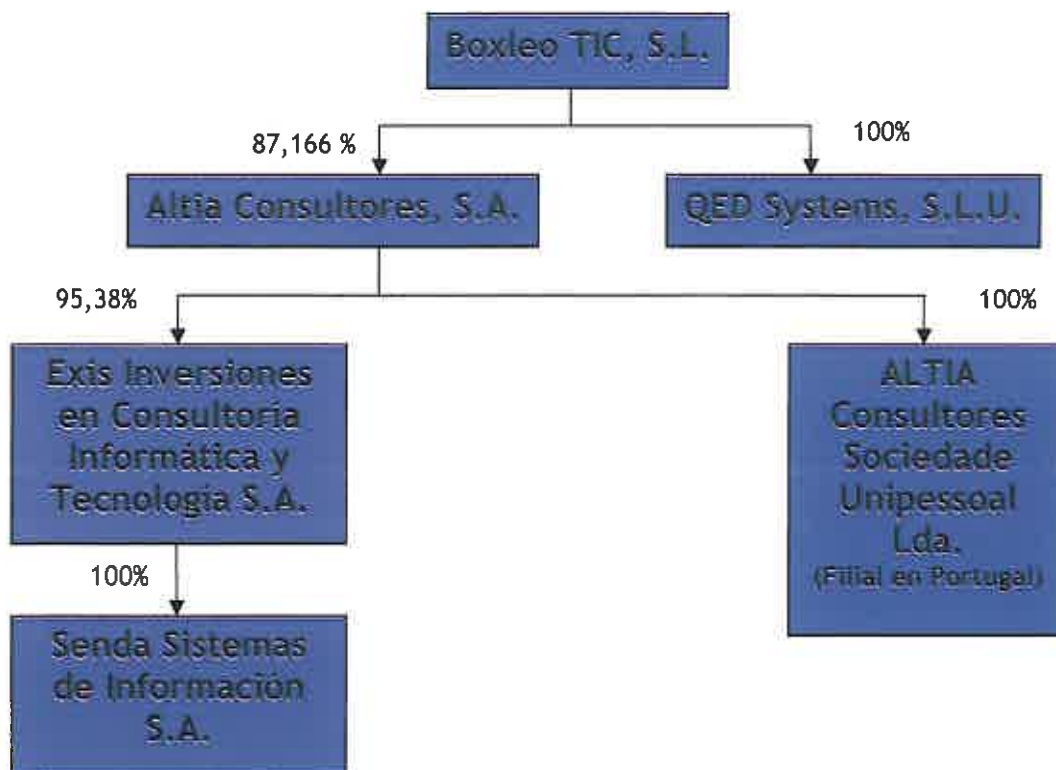 Boxleo TIC, S.L.
87,166 %
100%
Altia Consultores, S.A.
QED Systems, S.L.U.
95,38%
100%
Exis Inversiones
en Consultoría
Informática y
Tecnología S.A.
ALTIA
Consultores
Sociedade
Unipessoal
Lda.
(Filial en Portugal)
100%
Senda Sistemas
de Información
S.A.